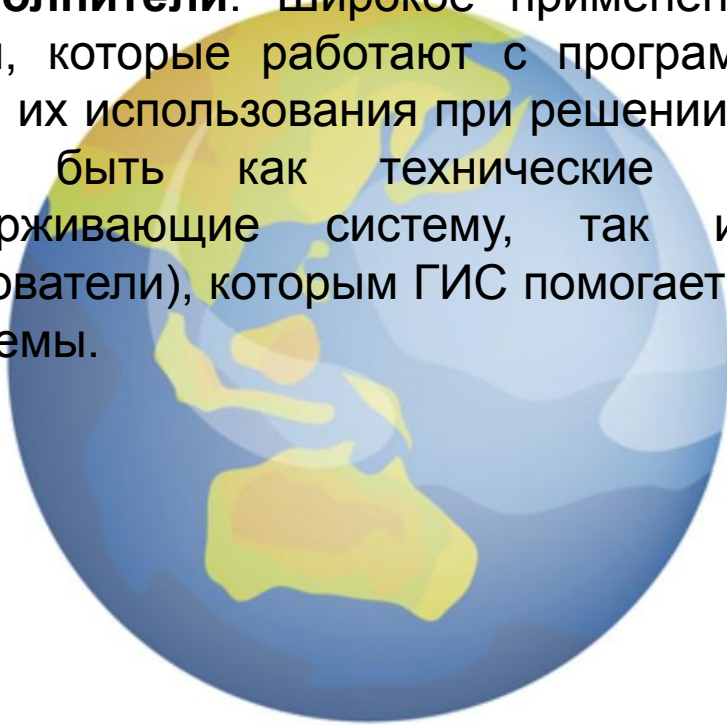 олнители. Широкое применен
и, которые работают с програм
их использования при решении
быть как технические
рживающие систему, так и
ователи), которым ГИС помогает
емы.